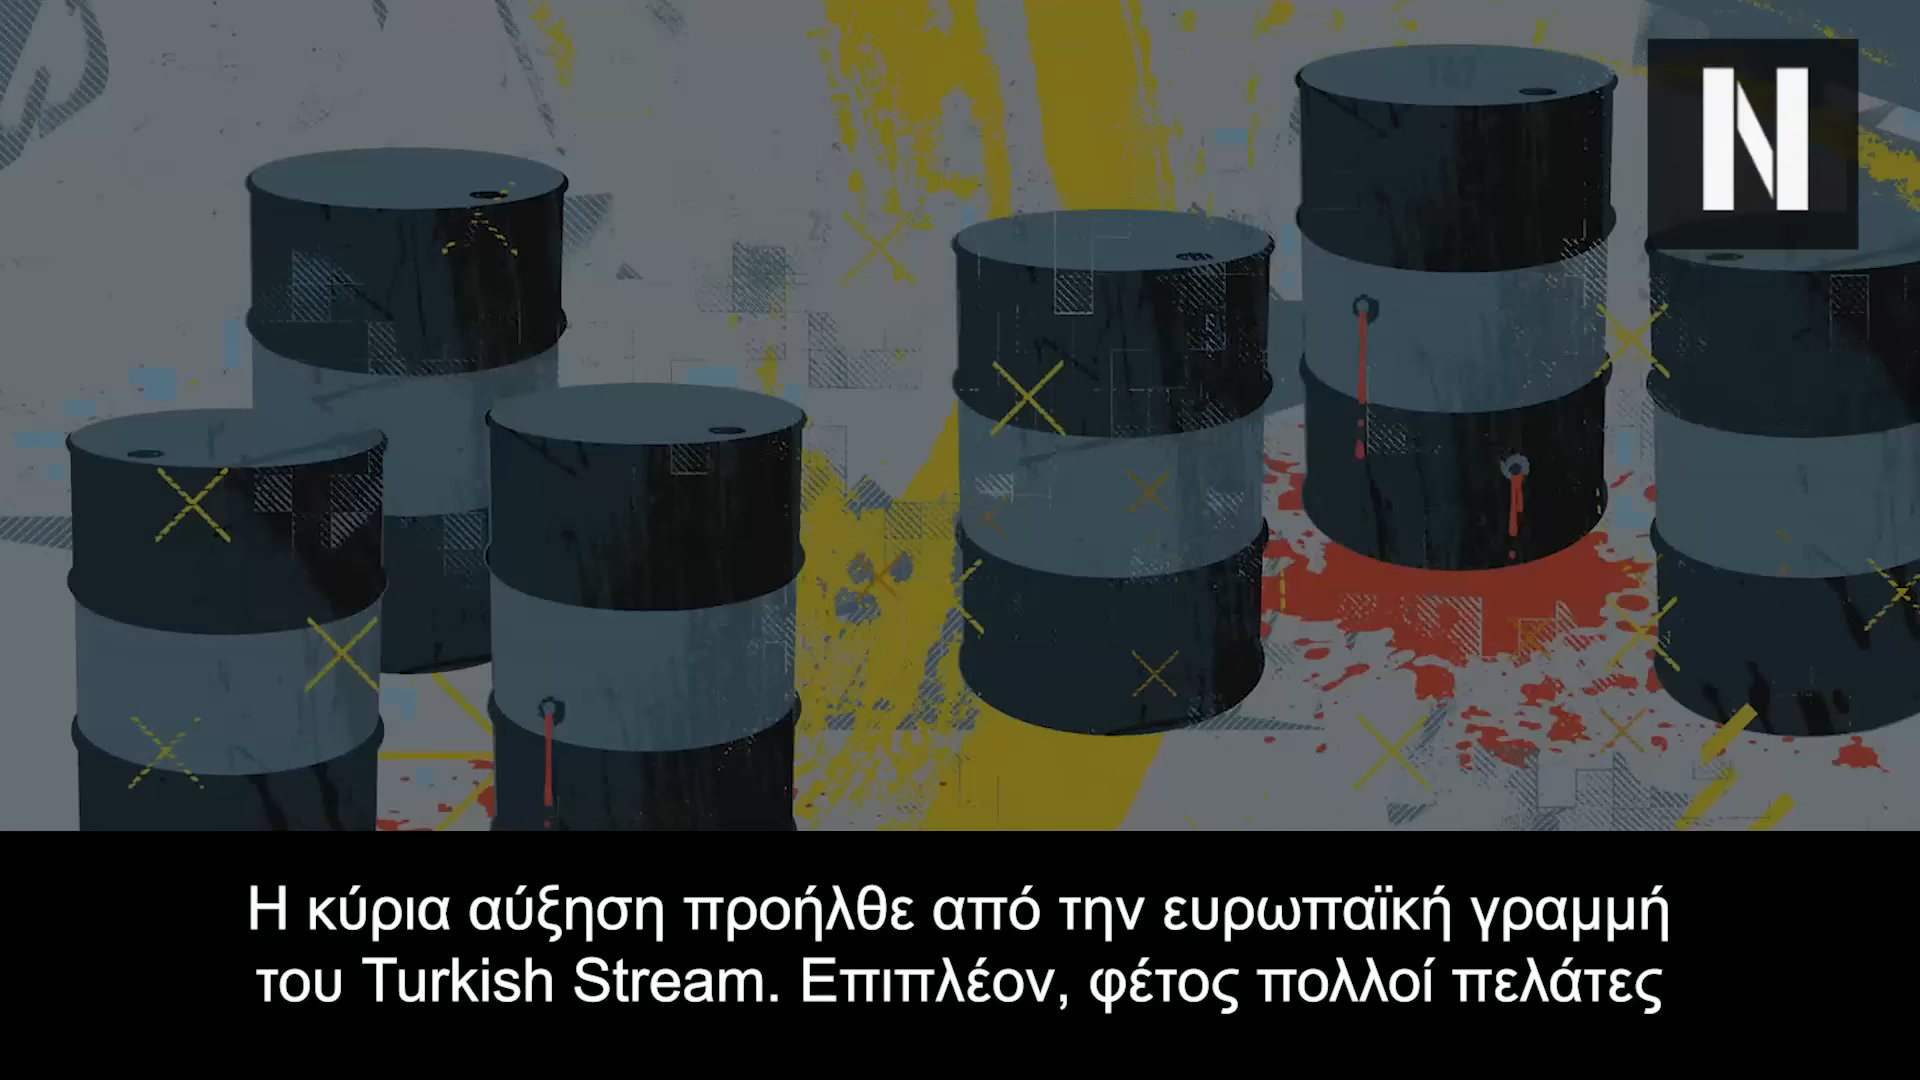 N
Η κύρια αύξηση προήλθε από την ευρωπαϊκή γραμμή
του Turkish Stream. Επιπλέον, φέτος πολλοί πελάτες